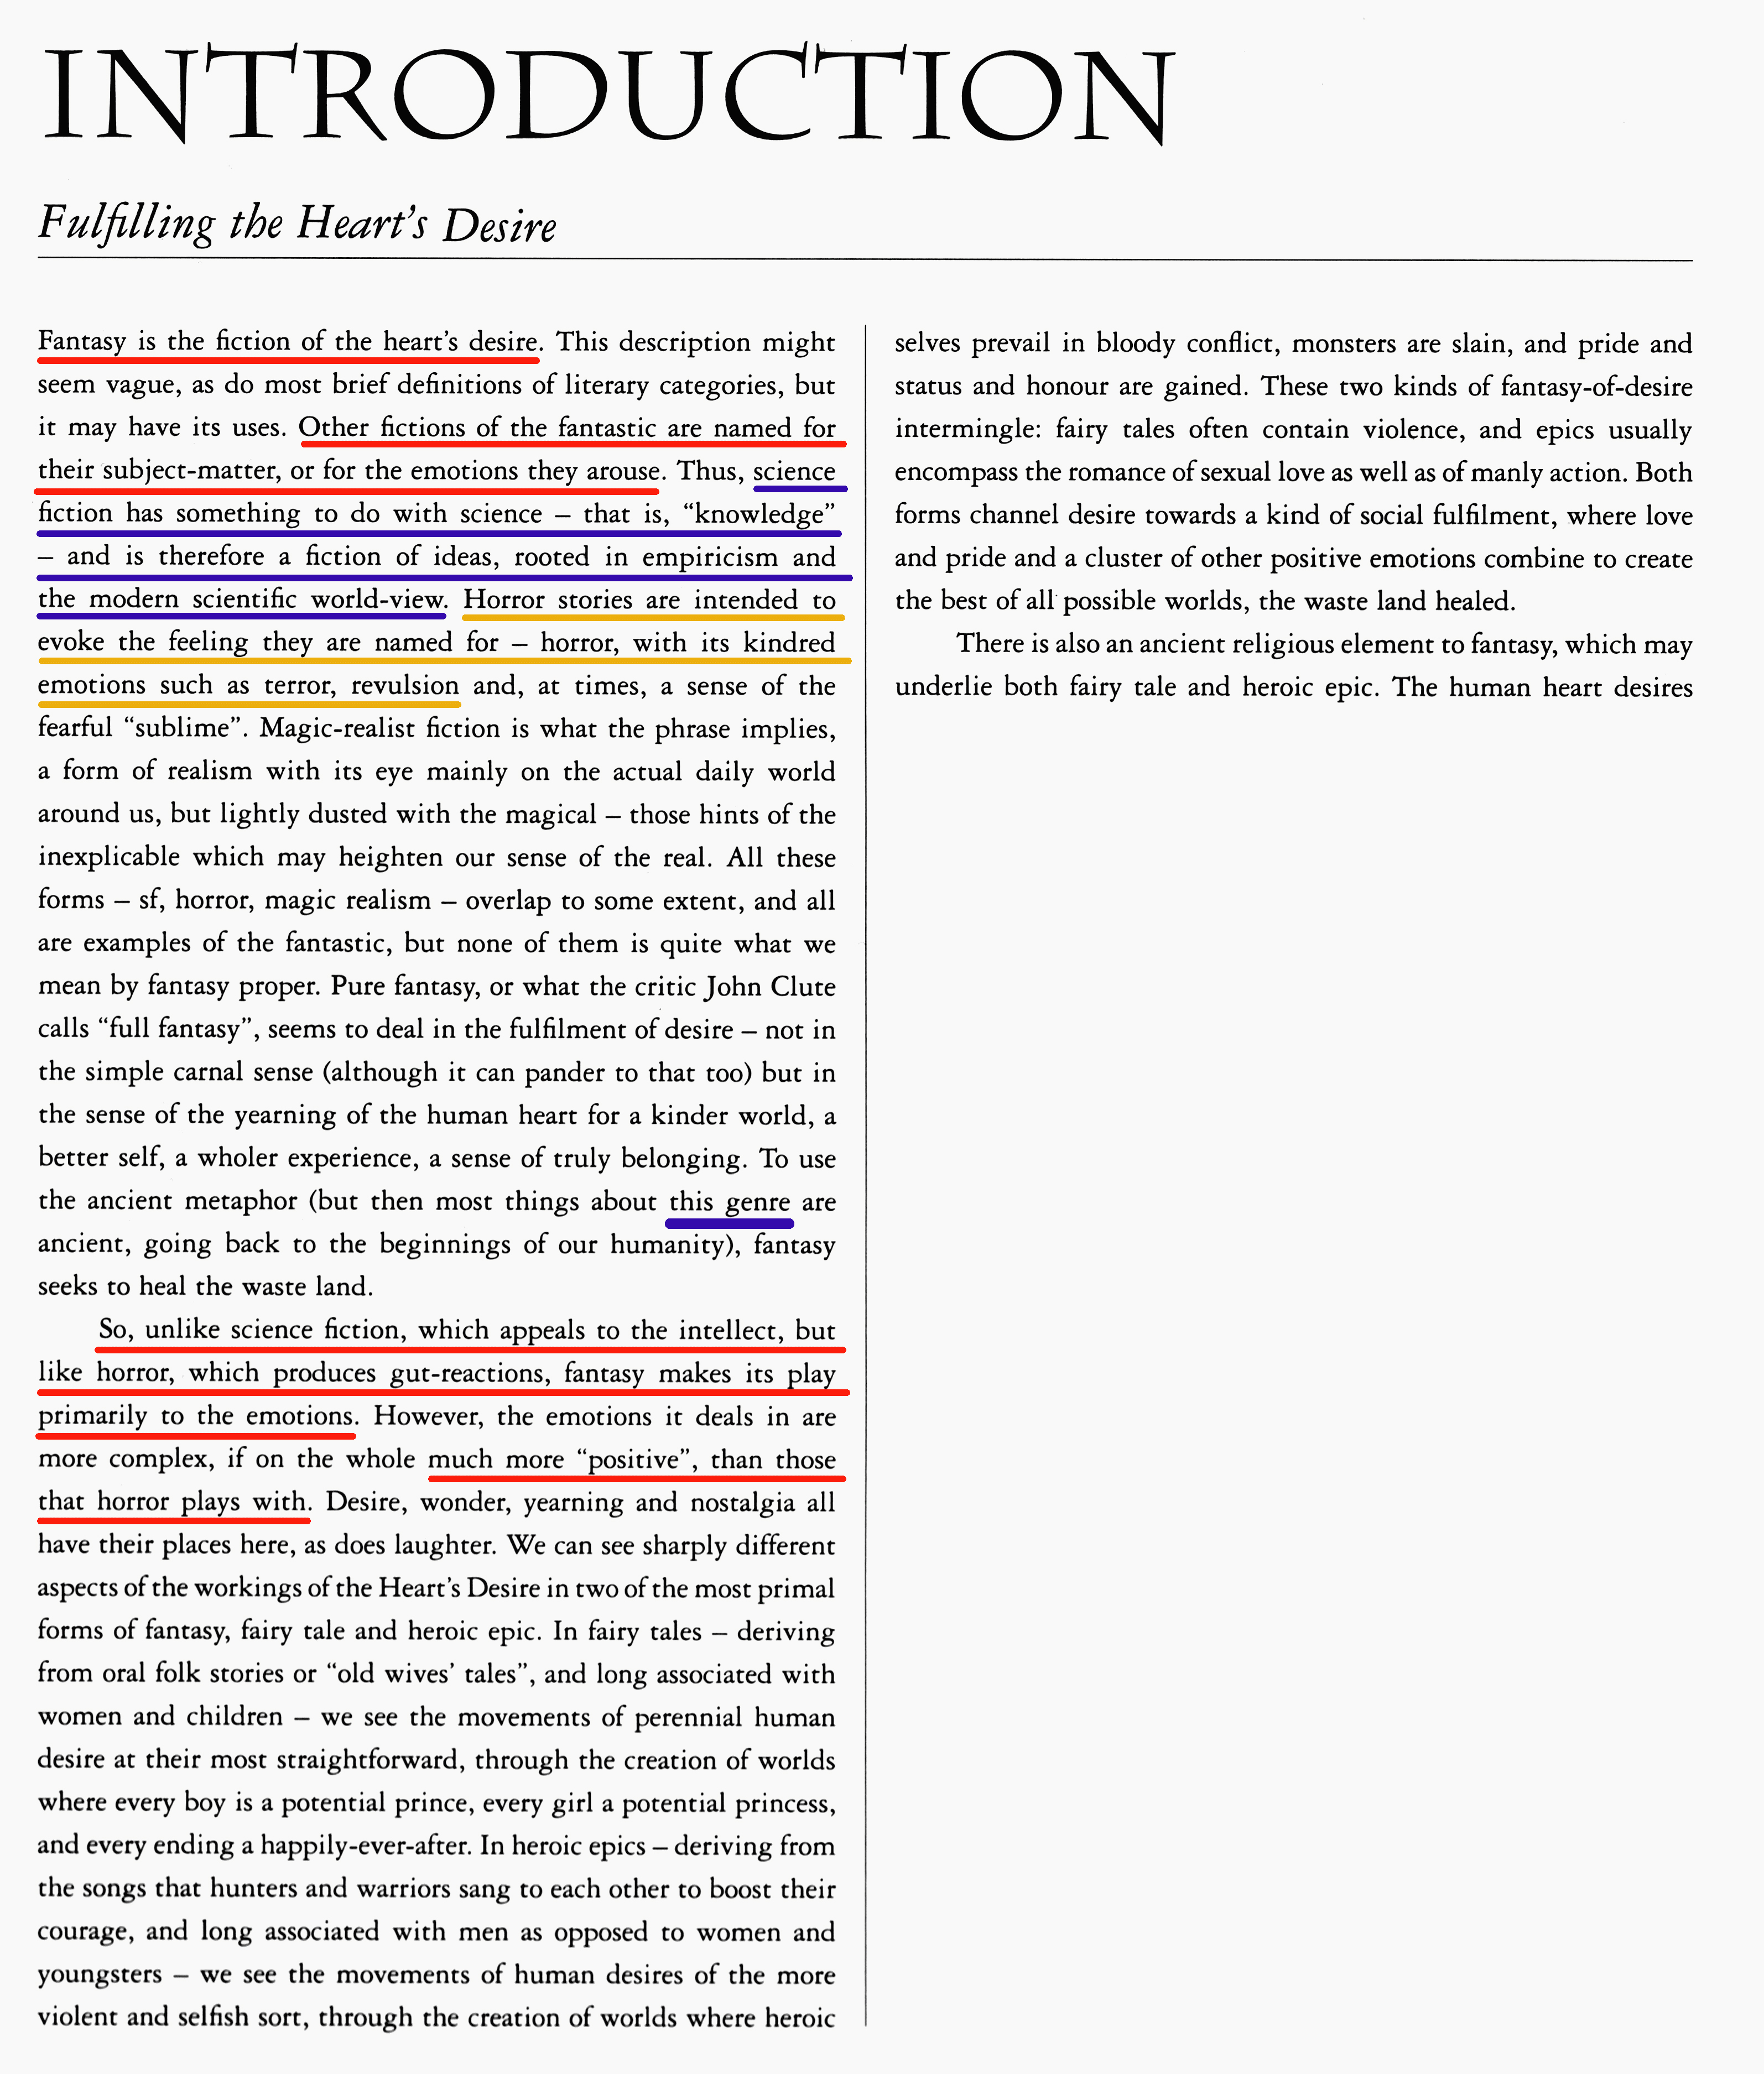 INTRODUCTION
Fulfilling the Heart's Desire
Fantasy is the fiction of the heart's desire. This description might
seem vague, as do most brief definitions of literary categories, but
it may have its uses. Other fictions of the fantastic are named for
their subject-matter, or for the emotions they arouse. Thus, science
fiction has something to do with science – that is, “knowledge”
– and is therefore a fiction of ideas, rooted in empiricism and
the modern scientific world-view. Horror stories are intended to
evoke the feeling they are named for – horror, with its kindred
emotions such as terror, revulsion and, at times, a sense of the
fearful “sublime”. Magic-realist fiction is what the phrase implies,
a form of realism with its eye mainly on the actual daily world
around us, but lightly dusted with the magical – those hints of the
inexplicable which may heighten our sense of the real. All these
forms – sf, horror, magic realism – overlap to some extent, and all
are examples of the fantastic, but none of them is quite what we
mean by fantasy proper. Pure fantasy, or what the critic John Clute
calls “full fantasy”, seems to deal in the fulfilment of desire – not in
the simple carnal sense (although it can pander to that too) but in
the sense of the yearning of the human heart for a kinder world, a
better self, a wholer experience, a sense of truly belonging. To use
the ancient metaphor (but then most things about this genre are
ancient, going back to the beginnings of our humanity), fantasy
seeks to heal the waste land.
So, unlike science fiction, which appeals to the intellect, but
like horror, which produces gut-reactions, fantasy makes its play
primarily to the emotions. However, the emotions it deals in are
more complex, if on the whole much more “positive”, than those
that horror plays with. Desire, wonder, yearning and nostalgia all
have their places here, as does laughter. We can see sharply different
aspects of the workings of the Heart's Desire in two of the most primal
forms of fantasy, fairy tale and heroic epic. In fairy tales – deriving
from oral folk stories or “old wives' tales”, and long associated with
women and children – we see the movements of perennial human
desire at their most straightforward, through the creation of worlds
where every boy is a potential prince, every girl a potential princess,
and every ending a happily-ever-after. In heroic epics – deriving from
the songs that hunters and warriors sang to each other to boost their
courage, and long associated with men as opposed to women and
youngsters – we see the movements of human desires of the more
violent and selfish sort, through the creation of worlds where heroic
selves prevail in bloody conflict, monsters are slain, and pride and
status and honour are gained. These two kinds of fantasy-of-desire
intermingle: fairy tales often contain violence, and epics usually
encompass the romance of sexual love as well as of manly action. Both
forms channel desire towards a kind of social fulfilment, where love
and pride and a cluster of other positive emotions combine to create
the best of all possible worlds, the waste land healed.
There is also an ancient religious element to fantasy, which may
underlie both fairy tale and heroic epic. The human heart desires